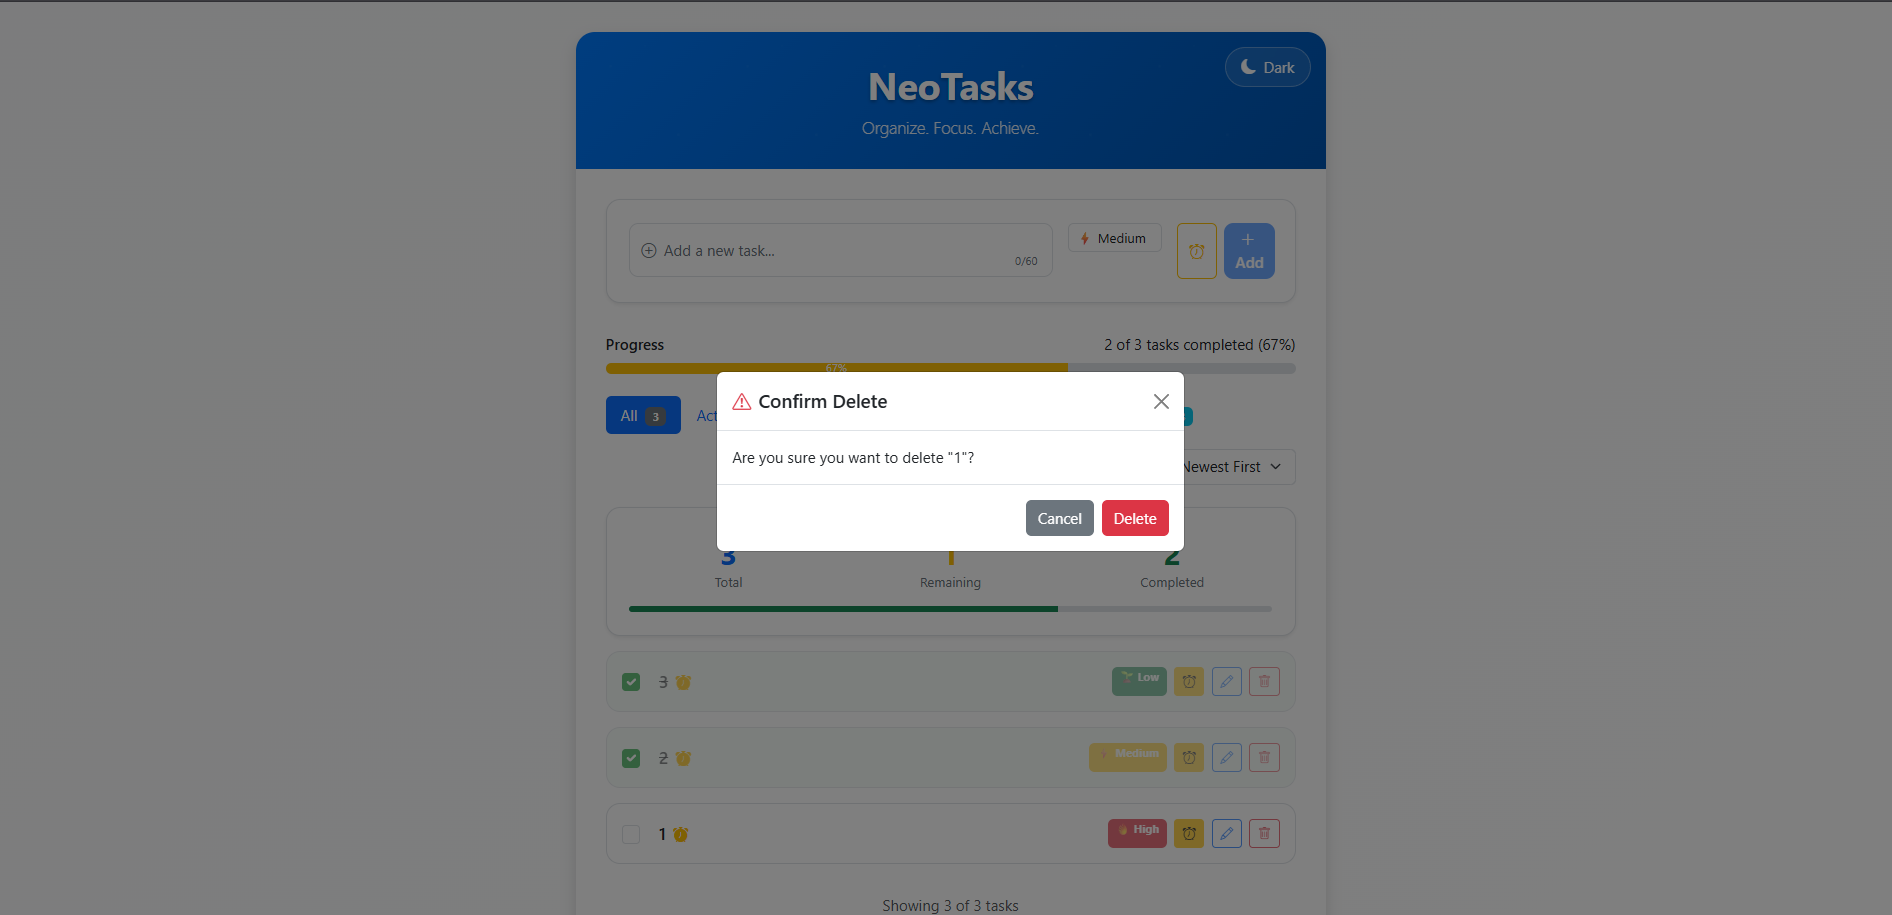 Dark
NeoTasks
Organize. Focus. Achieve.
Add a new task...
0/60
Medium
Add
Progress
2 of 3 tasks completed (67%)
67%
All 3
Act
Confirm Delete
Are you sure you want to delete "1"?
Newest First
Cancel
Delete
3
1
2
Total
Remaining
Completed
3
Low
2
Medium
1
High
Showing 3 of 3 tasks